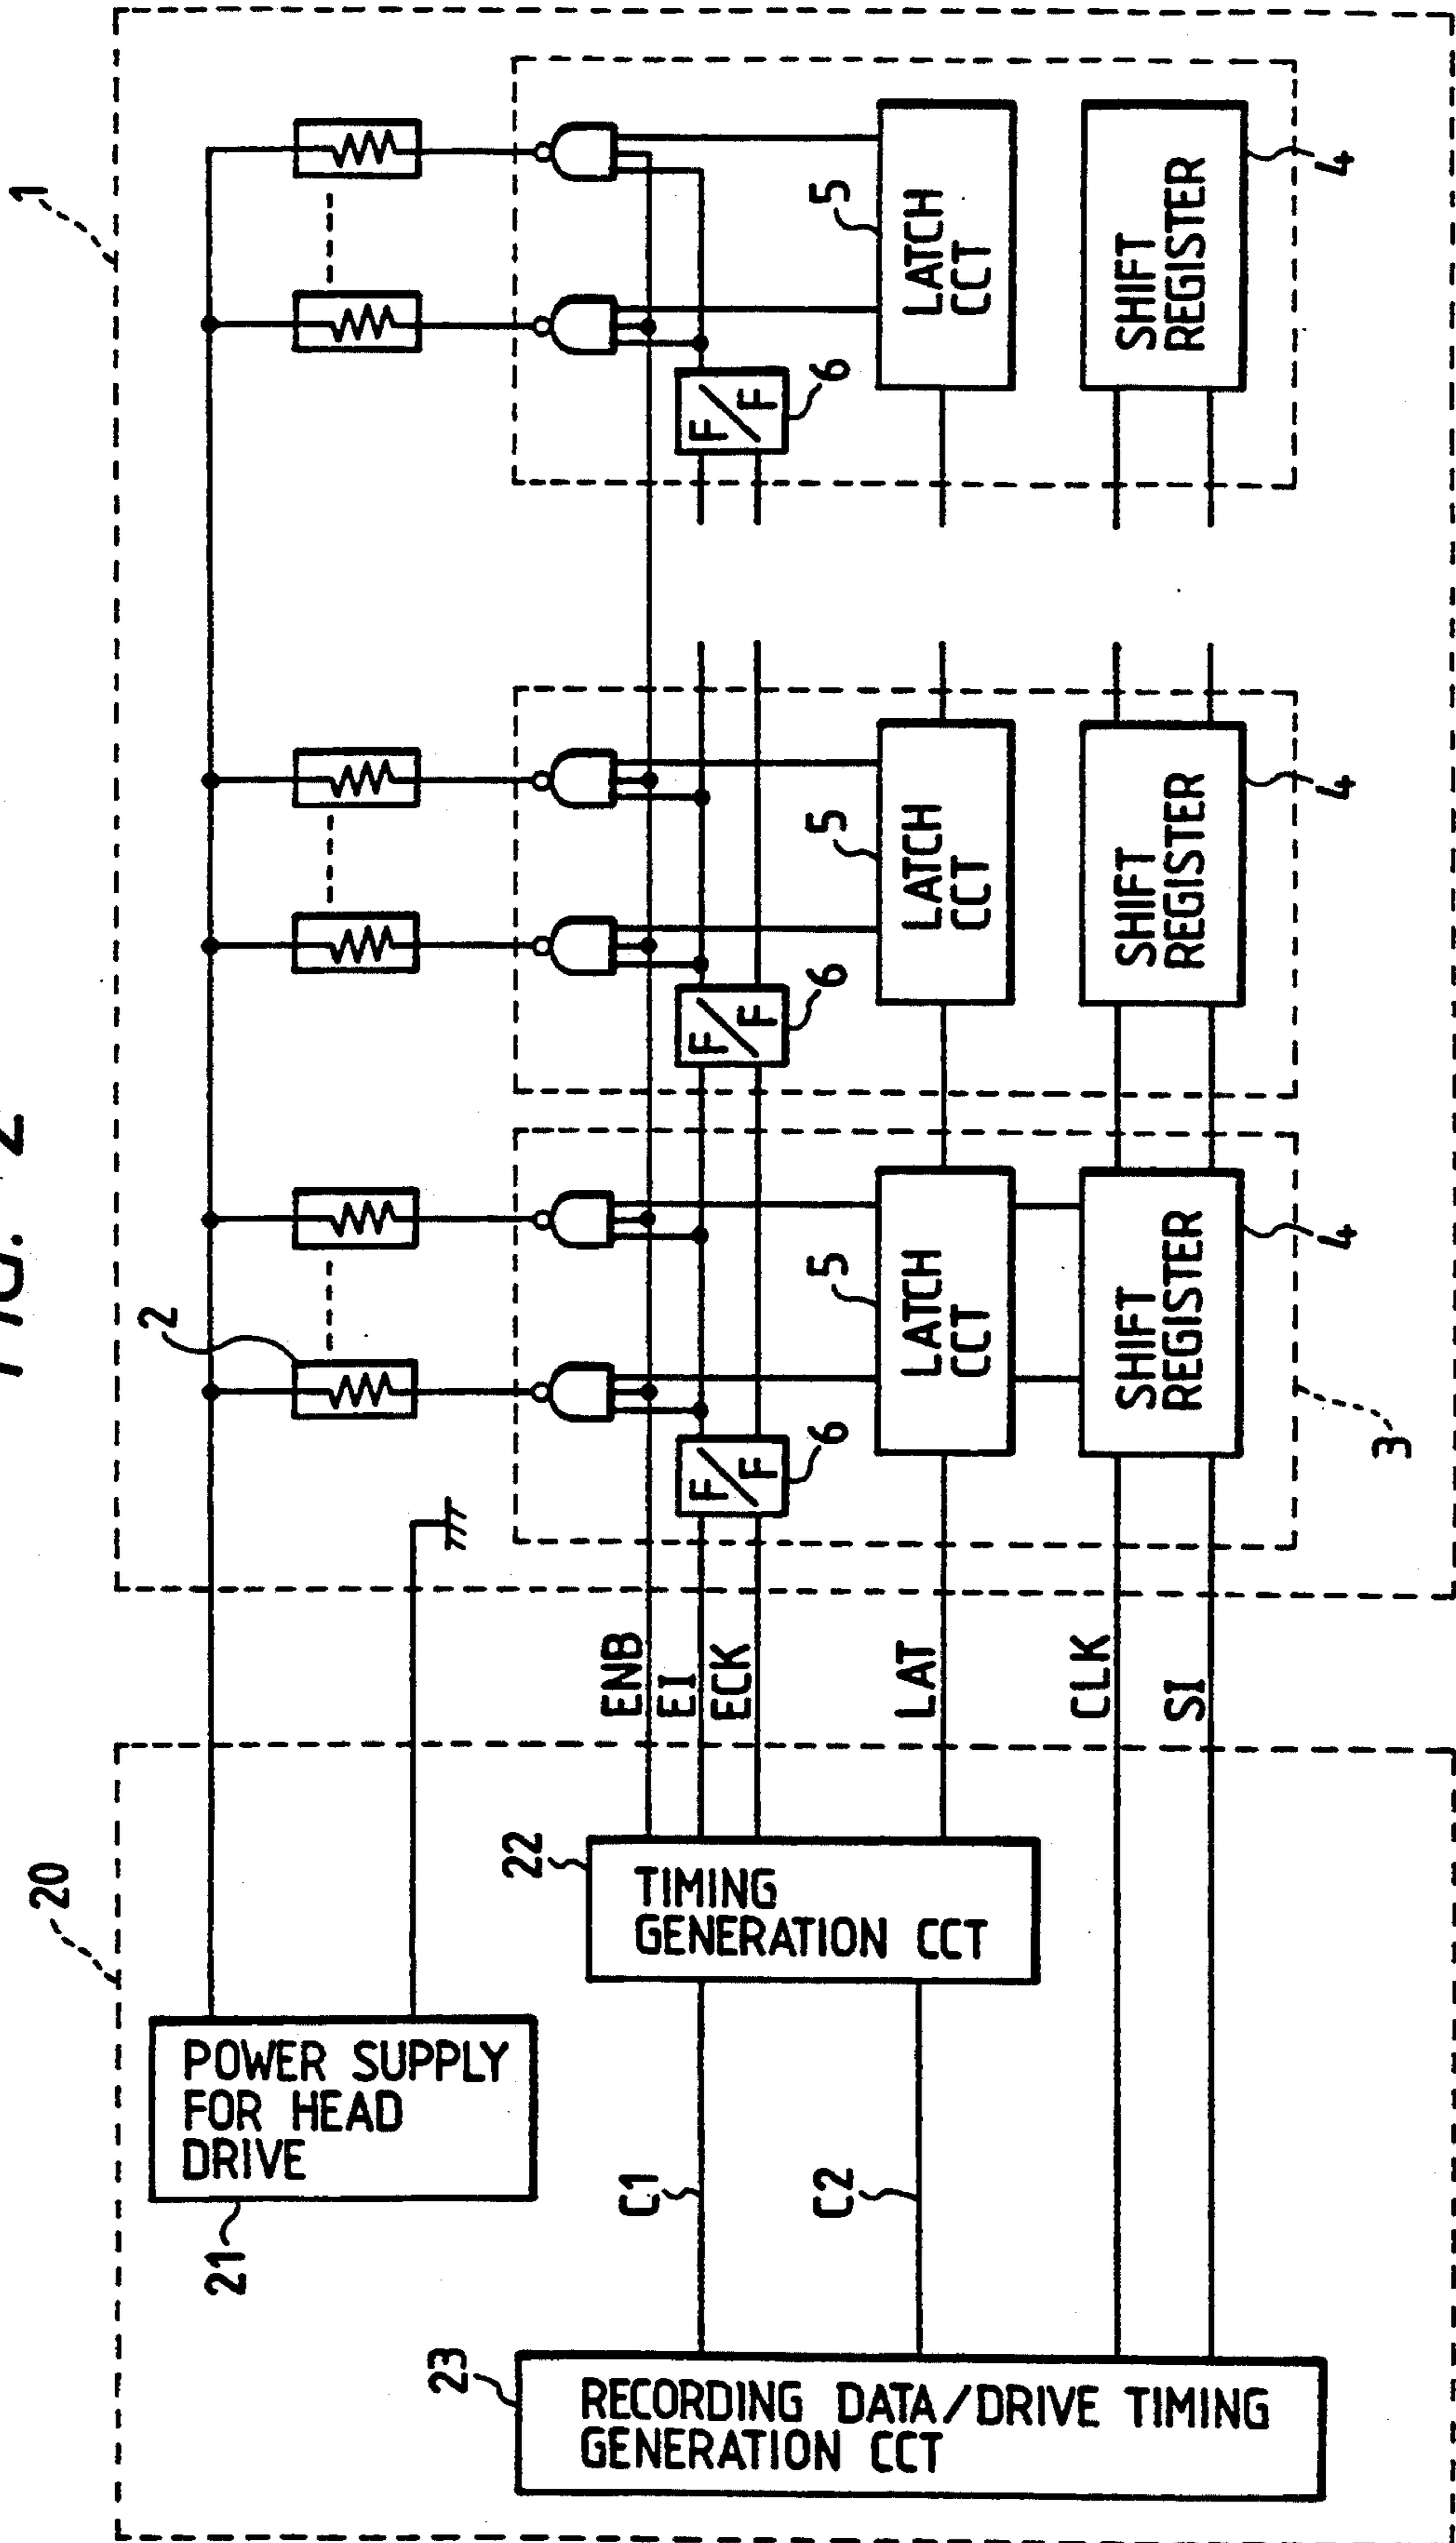 FIG. 2
1
20
21
POWER SUPPLY
FOR HEAD
DRIVE
22
TIMING
GENERATION CCT
23
RECORDING DATA/DRIVE TIMING
GENERATION CCT
C1
C2
ENB
EI
ECK
LAT
CLK
SI
2
F/F
6
5
LATCH
CCT
SHIFT
REGISTER
4
3
F/F
6
5
LATCH
CCT
SHIFT
REGISTER
4
F/F
6
5
LATCH
CCT
SHIFT
REGISTER
4